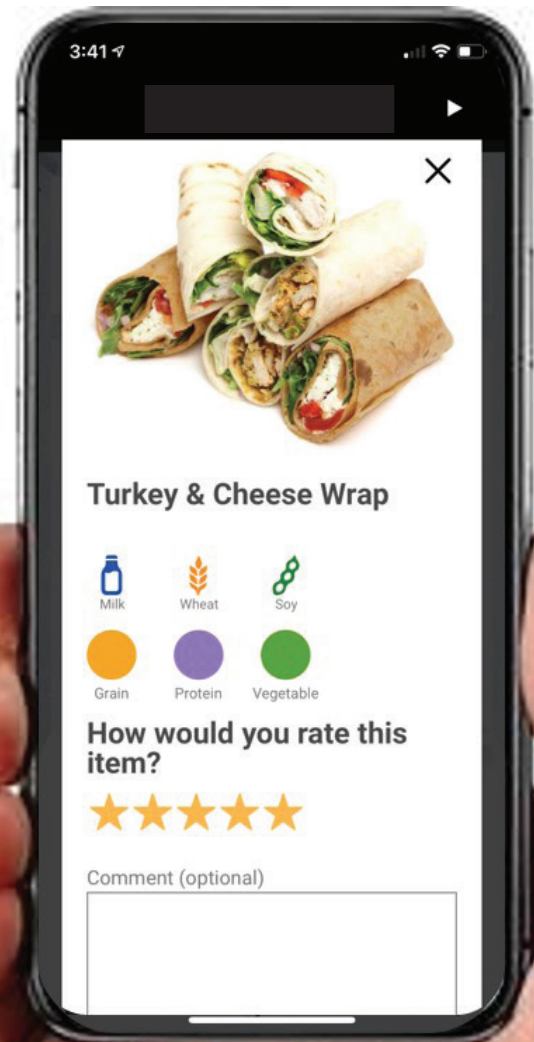 3:41
Turkey & Cheese Wrap
Milk Wheat Soy
Grain Protein Vegetable
How would you rate this
item?
Comment (optional)